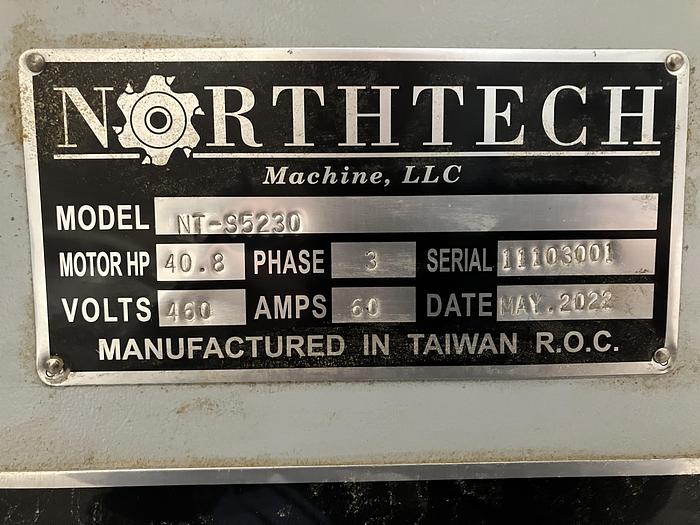 NORTHTECH
Machine, LLC
MODEL NT-S5230
MOTOR HP 40.8 PHASE 3 SERIAL 11103001
VOLTS 460 AMPS 60 DATE MAY.2022
MANUFACTURED IN TAIWAN R.O.C.